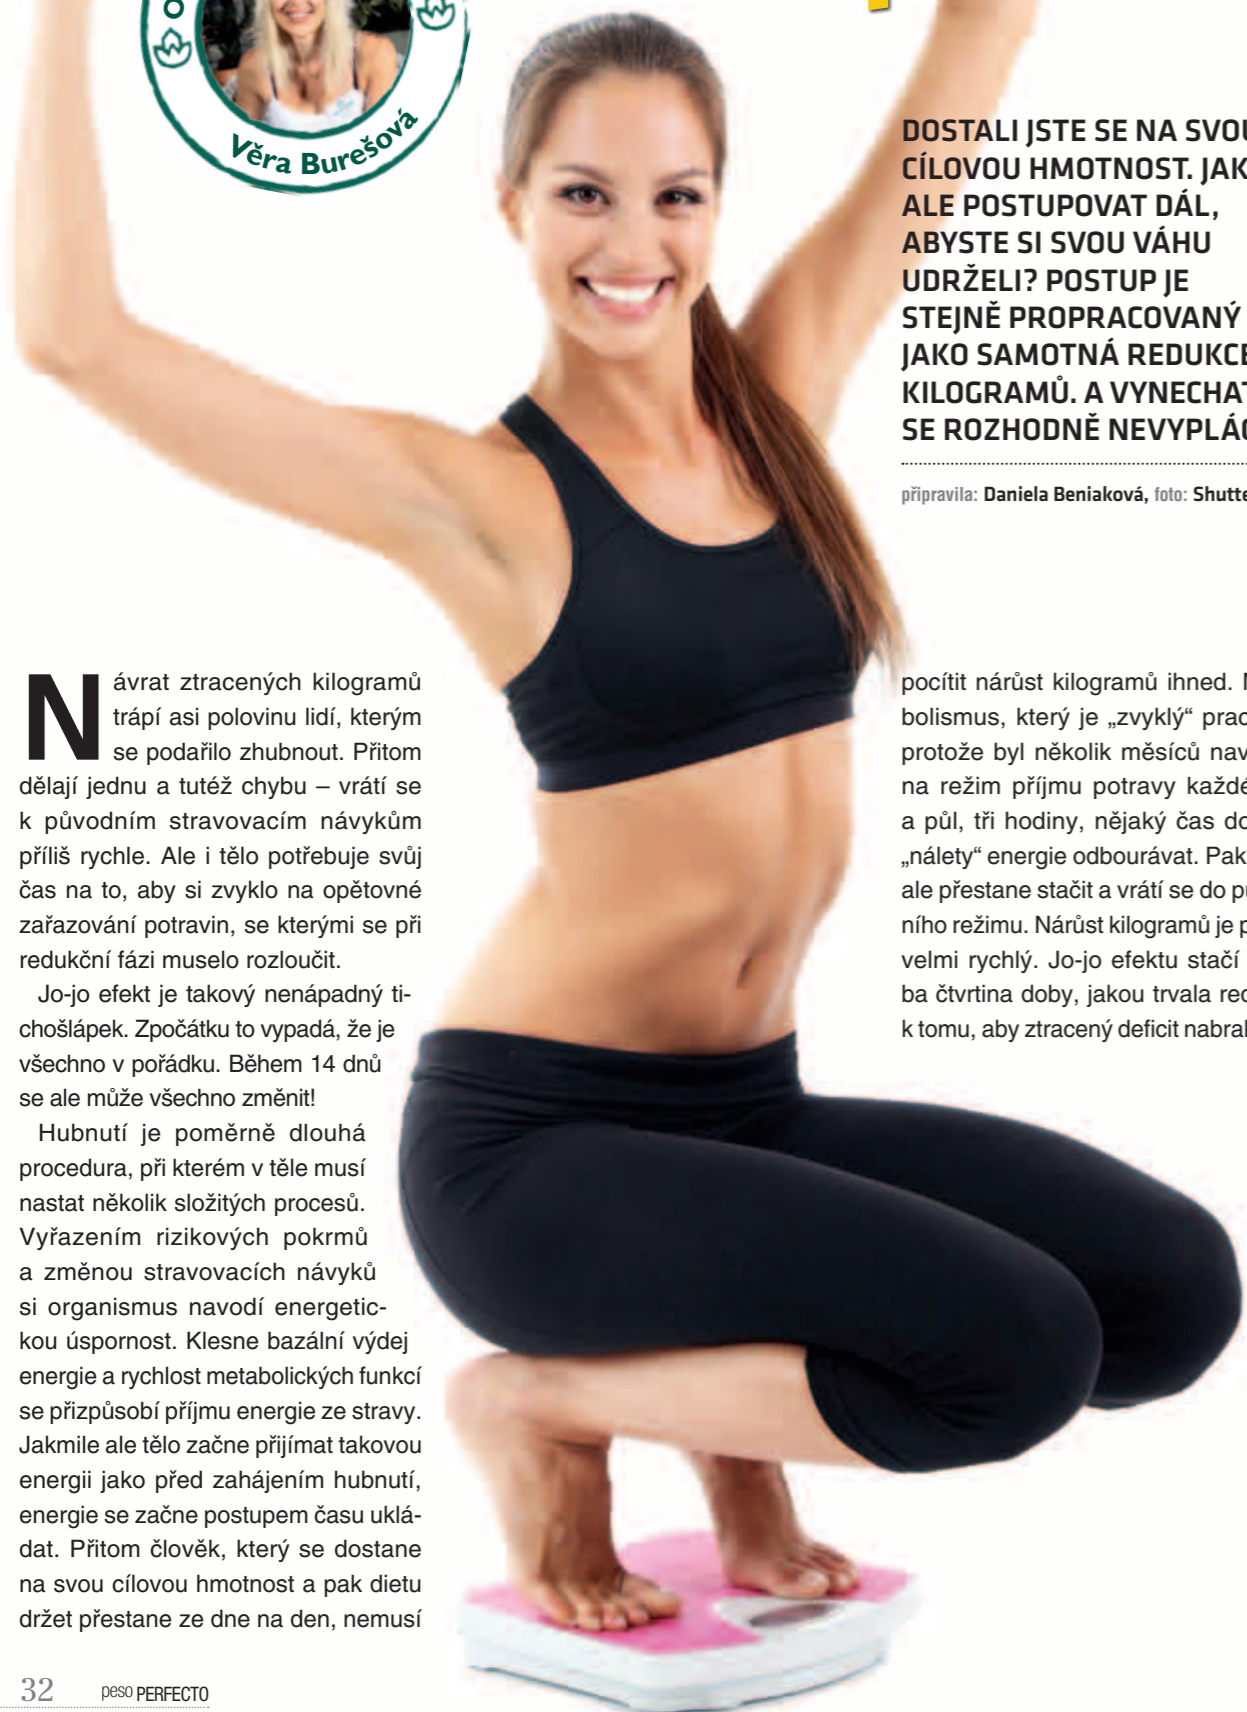 Věra Burešová
DOSTALI JSTE SE NA SVOU
CÍLOVOU HMOTNOST. JAK
ALE POSTUPOVAT DÁL,
ABYSTE SI SVOU VÁHU
UDRŽELI? POSTUP JE
STEJNĚ PROPRACOVANÝ
JAKO SAMOTNÁ REDUKCE
KILOGRAMŮ. A VYNECHAT
SE ROZHODNĚ
připravila: Daniela Beniaková, foto:
Návrat ztracených kilogramů
trápí asi polovinu lidí, kterým
se podařilo zhubnout. Přitom
dělají jednu a tutéž chybu – vrátí se
k původním stravovacím návykům
příliš rychle. Ale i tělo potřebuje svůj
čas na to, aby si zvyklo na opětovné
zařazování potravin, se kterými se při
redukční fázi muselo rozloučit.
Jo-jo efekt je takový nenápadný ti-
chošlápek. Zpočátku to vypadá, že je
všechno v pořádku. Během 14 dnů
se ale může všechno změnit!
Hubnutí je poměrně dlouhá
procedura, při kterém v těle musí
nastat několik složitých procesů.
Vyřazením rizikových pokrmů
a změnou stravovacích návyků
si organismus navodí energetic-
kou úspornost. Klesne bazální výdej
energie a rychlost metabolických funkcí
se přizpůsobí příjmu energie ze stravy.
Jakmile ale tělo začne přijímat takovou
energii jako před zahájením hubnutí,
energie se začne postupem času uklá-
dat. Přitom člověk, který se dostane
na svou cílovou hmotnost a pak dietu
držet přestane ze dne na den, nemusí
pocítit nárůst kilogramů ihned.
bolismus, který je „zvyklý“
protože byl několik měsíců
na režim příjmu potravy
a půl, tři hodiny, nějaký čas
„nálety“ energie odbourávat. Pak
ale přestane stačit a vrátí se do
ního režimu. Nárůst kilogramů je
velmi rychlý. Jo-jo efektu stačí
ba čtvrtina doby, jakou trvala
k tomu, aby ztracený deficit
32 peso PERFECTO